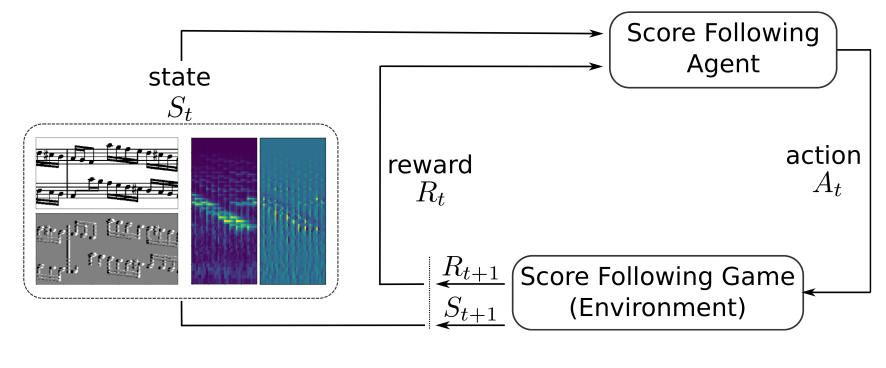 Score Following
Agent
state
S_t
reward
R_t
action
A_t
R_{t+1}
S_{t+1}
Score Following Game
(Environment)